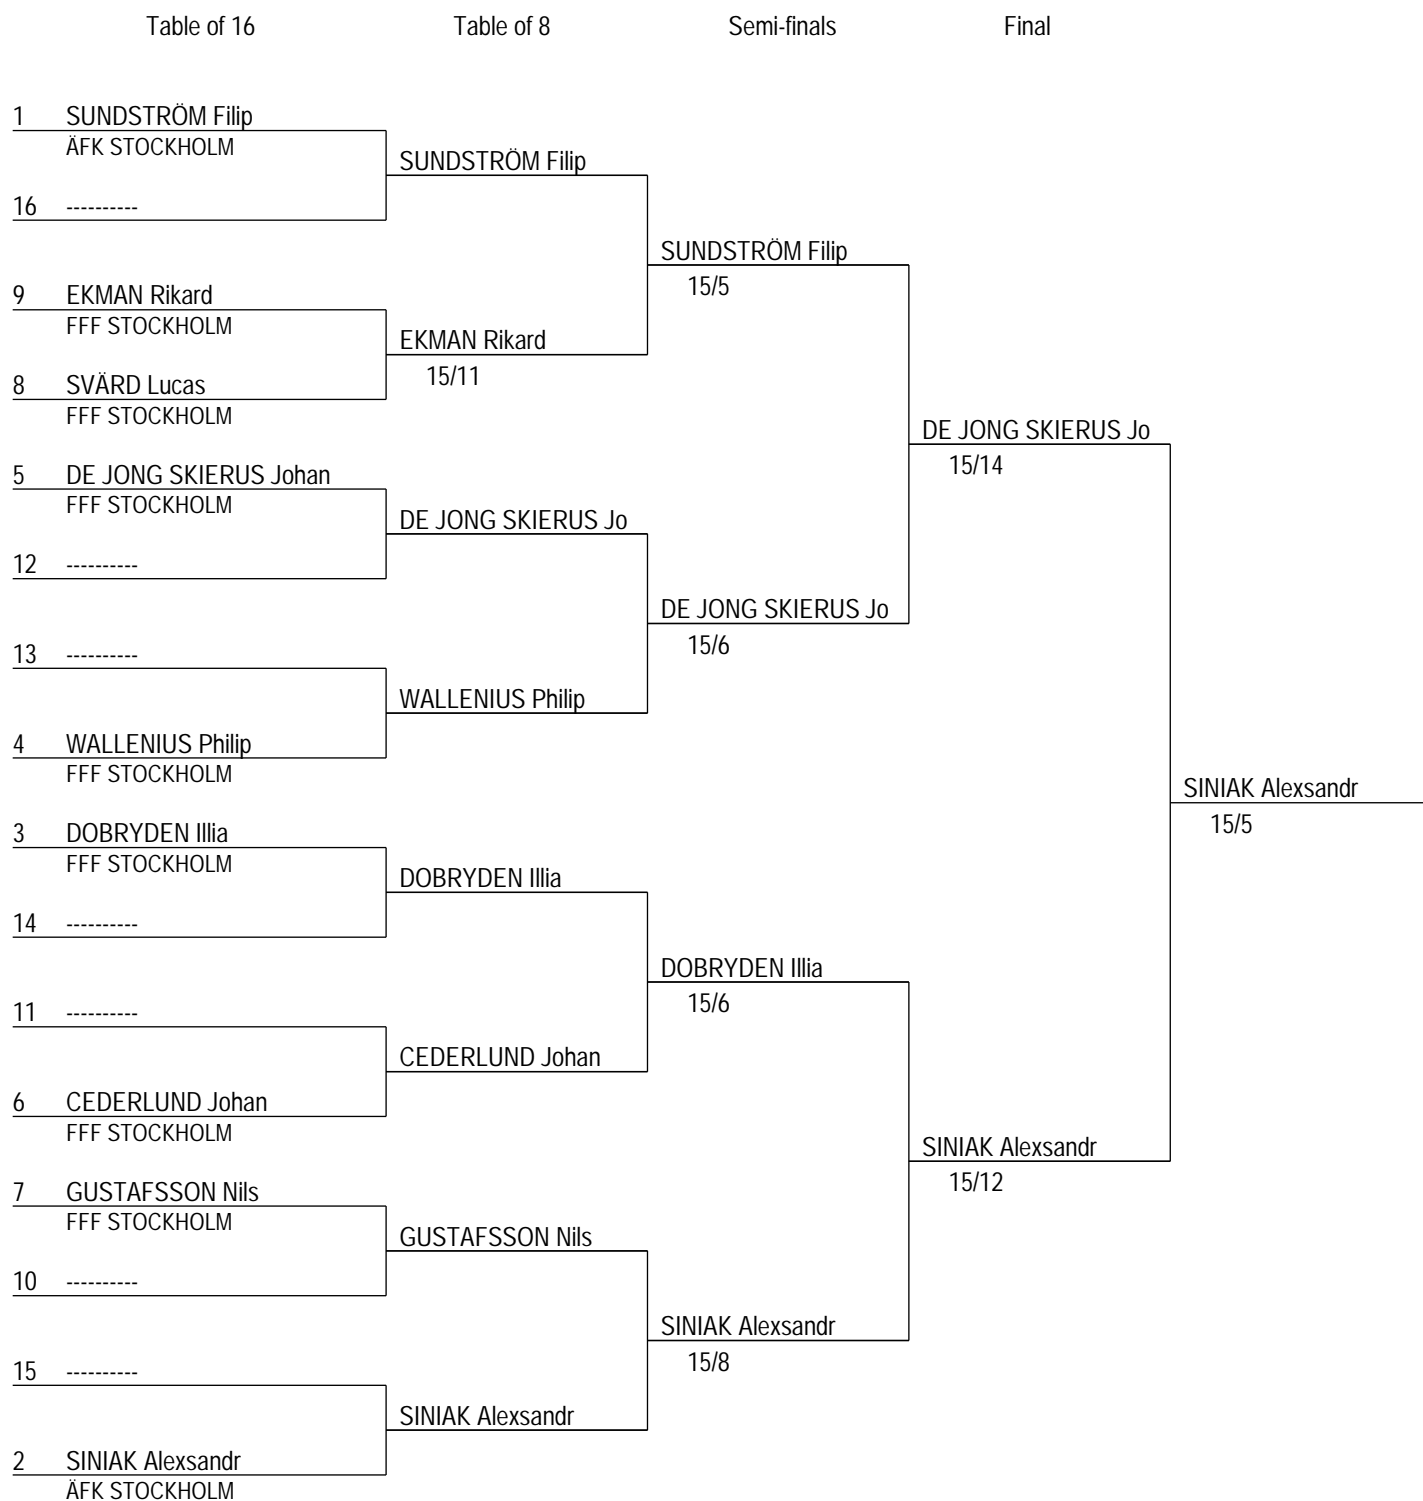 Table of 16 Table of 8 Semi-finals Final
1 SUNDSTRÖM Filip
ÄFK STOCKHOLM
SUNDSTRÖM Filip
16 ----------
SUNDSTRÖM Filip
15/5
9 EKMAN Rikard
FFF STOCKHOLM
EKMAN Rikard
15/11
8 SVÄRD Lucas
FFF STOCKHOLM
DE JONG SKIERUS Jo
15/14
5 DE JONG SKIERUS Johan
FFF STOCKHOLM
DE JONG SKIERUS Jo
12 ----------
DE JONG SKIERUS Jo
15/6
13 ----------
WALLENIUS Philip
4 WALLENIUS Philip
FFF STOCKHOLM
SINIAK Alexsandr
15/5
3 DOBRYDEN Illia
FFF STOCKHOLM
DOBRYDEN Illia
14 ----------
DOBRYDEN Illia
15/6
11 ----------
CEDERLUND Johan
6 CEDERLUND Johan
FFF STOCKHOLM
SINIAK Alexsandr
15/12
7 GUSTAFSSON Nils
FFF STOCKHOLM
GUSTAFSSON Nils
10 ----------
SINIAK Alexsandr
15/8
15 ----------
SINIAK Alexsandr
2 SINIAK Alexsandr
ÄFK STOCKHOLM